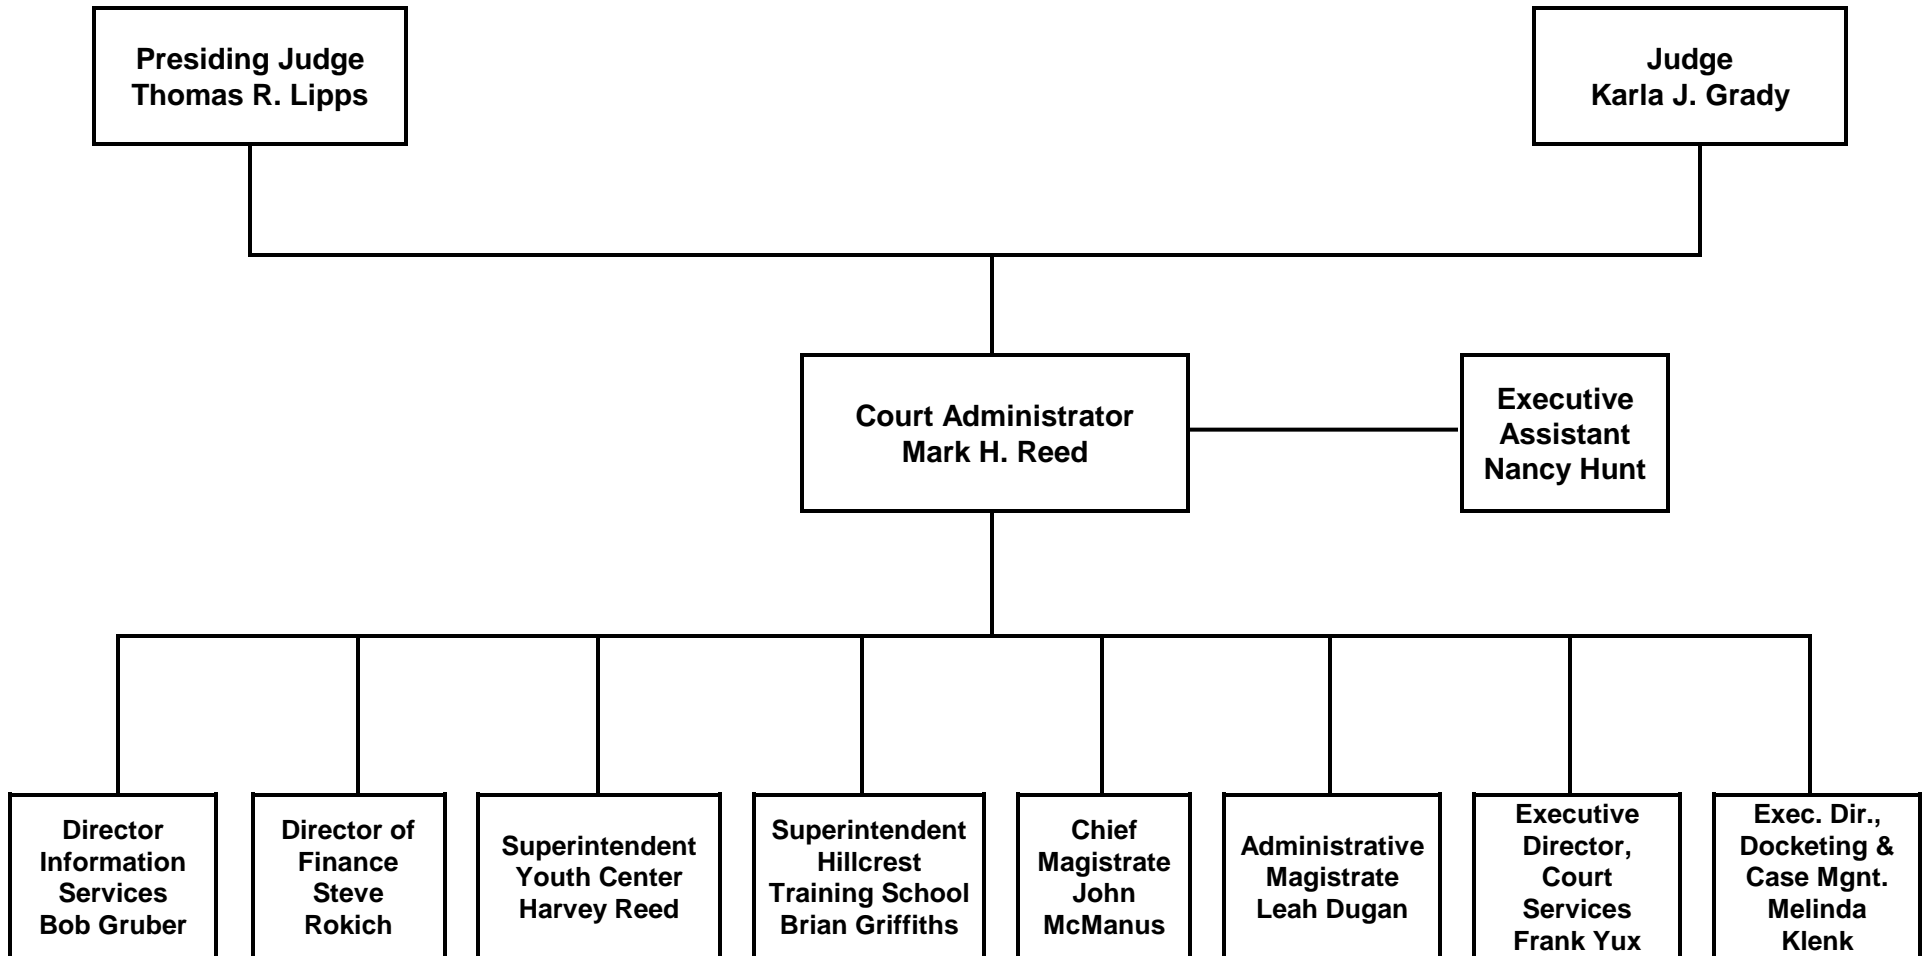 Presiding Judge
Thomas R. Lipps
Judge
Karla J. Grady
Court Administrator
Mark H. Reed
Executive
Assistant
Nancy Hunt
Director
Information
Services
Bob Gruber
Director of
Finance
Steve
Rokich
Superintendent
Youth Center
Harvey Reed
Superintendent
Hillcrest
Training School
Brian Griffiths
Chief
Magistrate
John
McManus
Administrative
Magistrate
Leah Dugan
Executive
Director,
Court
Services
Frank Yux
Exec. Dir.,
Docketing &
Case Mgnt.
Melinda
Klenk